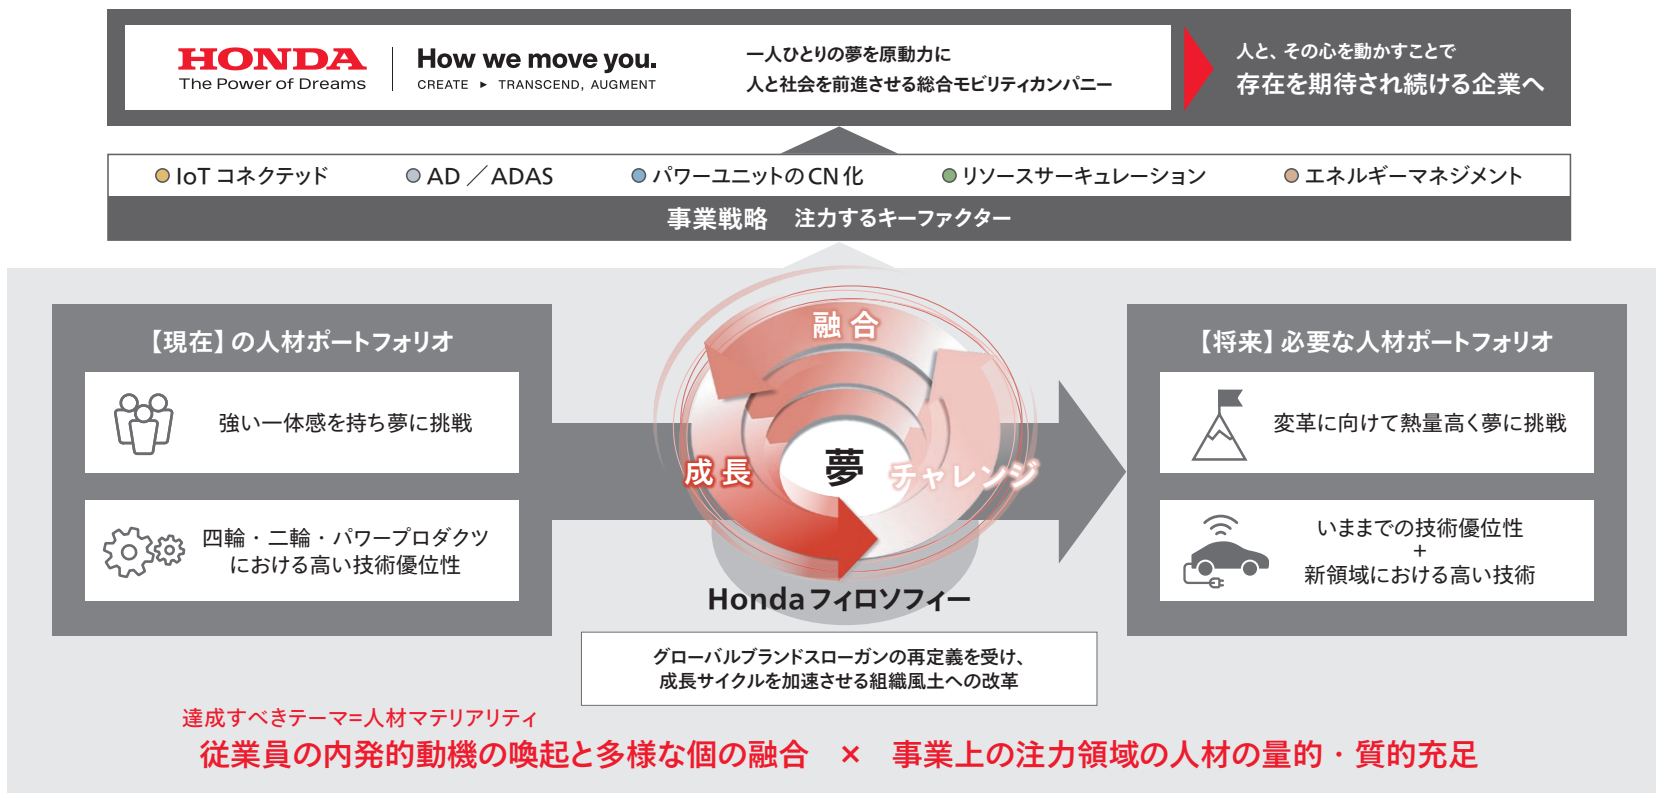 HONDA
The Power of Dreams
How we move you.
CREATE ▶ TRANSCEND, AUGMENT
一人ひとりの夢を原動力に
人と社会を前進させる総合モビリティカンパニー
人と、その心を動かすことで
存在を期待され続ける企業へ
IoT コネクテッド
AD／ADAS
パワーユニットのCN化
リソースサーキュレーション
エネルギーマネジメント
事業戦略 注力するキーファクター
【現在】の人材ポートフォリオ
強い一体感を持ち夢に挑戦
四輪・二輪・パワープロダクツ
における高い技術優位性
融合
成長
夢
チャレンジ
Hondaフィロソフィー
グローバルブランドスローガンの再定義を受け、
成長サイクルを加速させる組織風土への改革
【将来】必要な人材ポートフォリオ
変革に向けて熱量高く夢に挑戦
いままでの技術優位性
+
新領域における高い技術
達成すべきテーマ=人材マテリアリティ
従業員の内発的動機の喚起と多様な個の融合 × 事業上の注力領域の人材の量的・質的充足